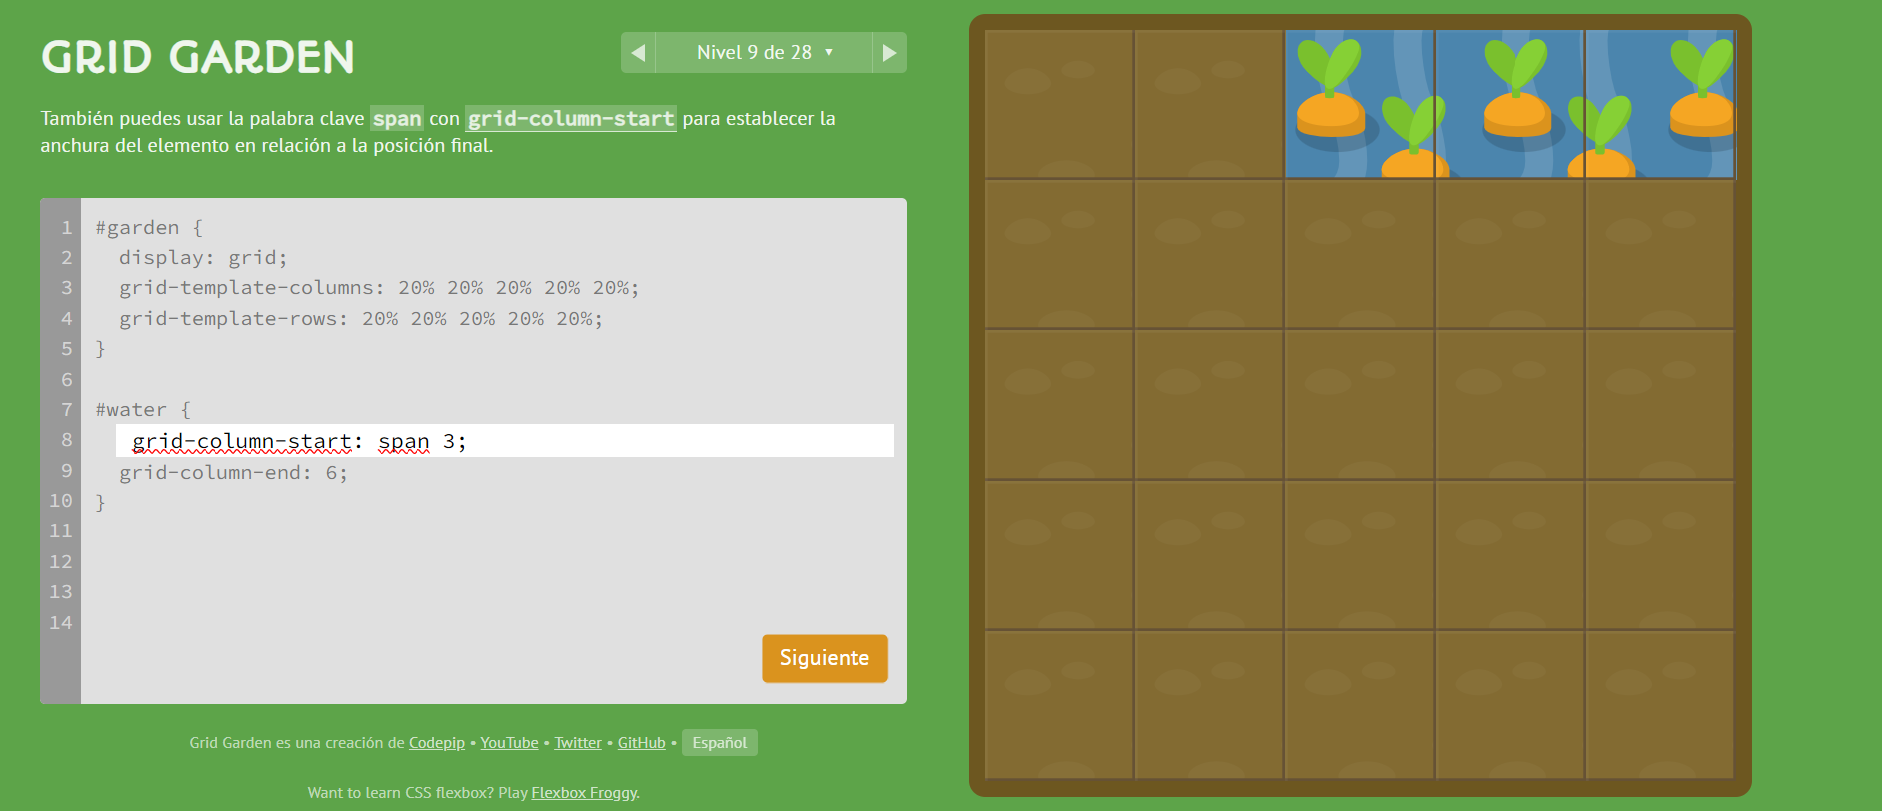 GRID GARDEN
◀ Nivel 9 de 28 ▼ ▶
También puedes usar la palabra clave span con grid-column-start para establecer la
anchura del elemento en relación a la posición final.
1 #garden {
2 display: grid;
3 grid-template-columns: 20% 20% 20% 20% 20%;
4 grid-template-rows: 20% 20% 20% 20% 20%;
5 }
6
7 #water {
8 grid-column-start: span 3;
9 grid-column-end: 6;
10 }
11
12
13
14
Siguiente
Grid Garden es una creación de Codepip • YouTube • Twitter • GitHub • Español
Want to learn CSS flexbox? Play Flexbox Froggy.